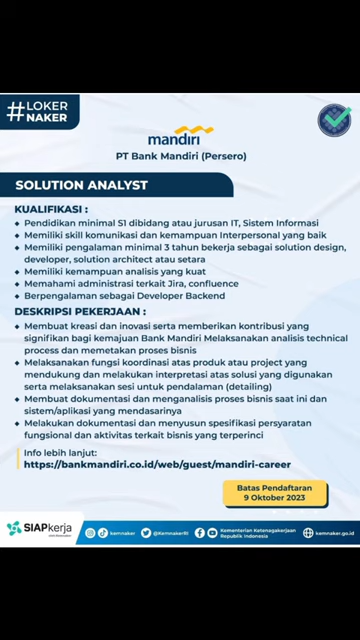 #LOKER
NAKER
mandiri
PT Bank Mandiri (Persero)
SOLUTION ANALYST
KUALIFIKASI :
Pendidikan minimal S1 dibidang atau jurusan IT, Sistem Informasi
Memiliki skill komunikasi dan kemampuan Interpersonal yang baik
Memiliki pengalaman minimal 3 tahun bekerja sebagai solution design,
developer, solution architect atau setara
Memiliki kemampuan analisis yang kuat
Memahami administrasi terkait Jira, confluence
Berpengalaman sebagai Developer Backend
DESKRIPSI PEKERJAAN :
Membuat kreasi dan inovasi serta memberikan kontribusi yang
signifikan bagi kemajuan Bank Mandiri Melaksanakan analisis technical
process dan memetakan proses bisnis
Melaksanakan fungsi koordinasi atas produk atau project yang
mendukung dan melakukan interpretasi atas solusi yang digunakan
serta melaksanakan sesi untuk pendalaman (detailing)
Membuat dokumentasi dan menganalisis proses bisnis saat ini dan
sistem/aplikasi yang mendasarinya
Melakukan dokumentasi dan menyusun spesifikasi persyaratan
fungsional dan aktivitas terkait bisnis yang terperinci
Info lebih lanjut:
https://bankmandiri.co.id/web/guest/mandiri-career
Batas Pendaftaran
9 Oktober 2023
SIAPkerja
kemnaker
@KemnakerRI
Kementerian Ketenagakerjaan
Republik Indonesia
kemnaker.go.id